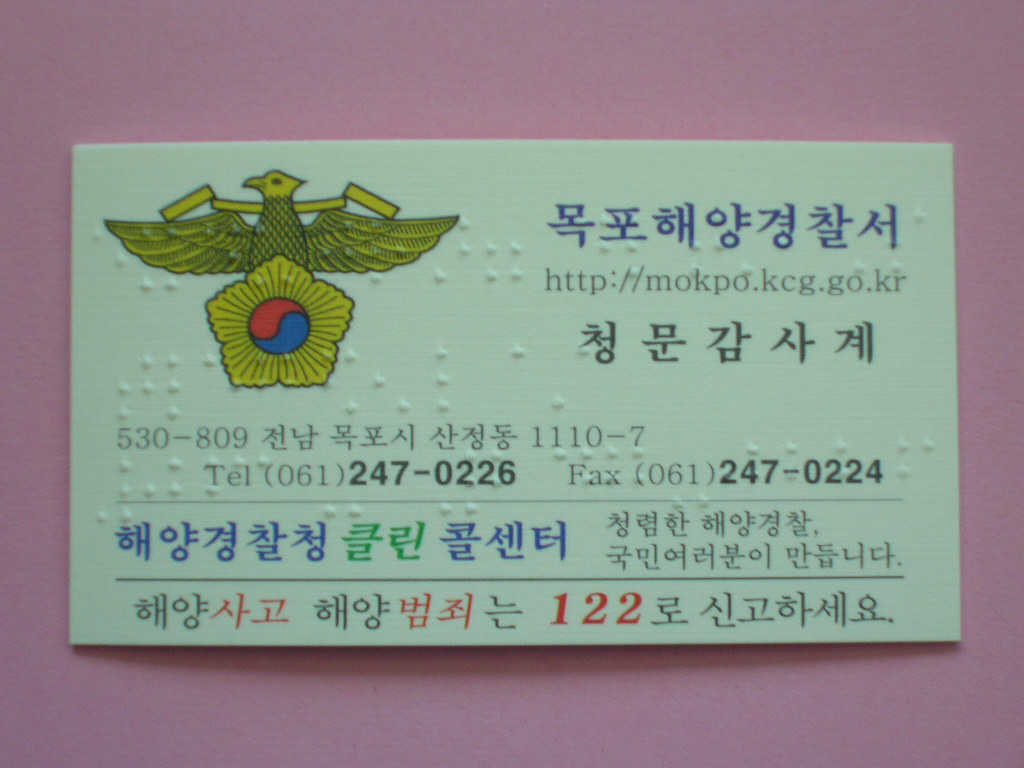 목포해양경찰서
http://mokpo.kcg.go.kr
청문감사계
530-809 전남 목포시 산정동 1110-7
Tel (061)247-0226 Fax (061)247-0224
해양경찰청 클린 콜센터
청렴한 해양경찰,
국민여러분이 만듭니다.
해양사고 해양범죄는 122로 신고하세요.